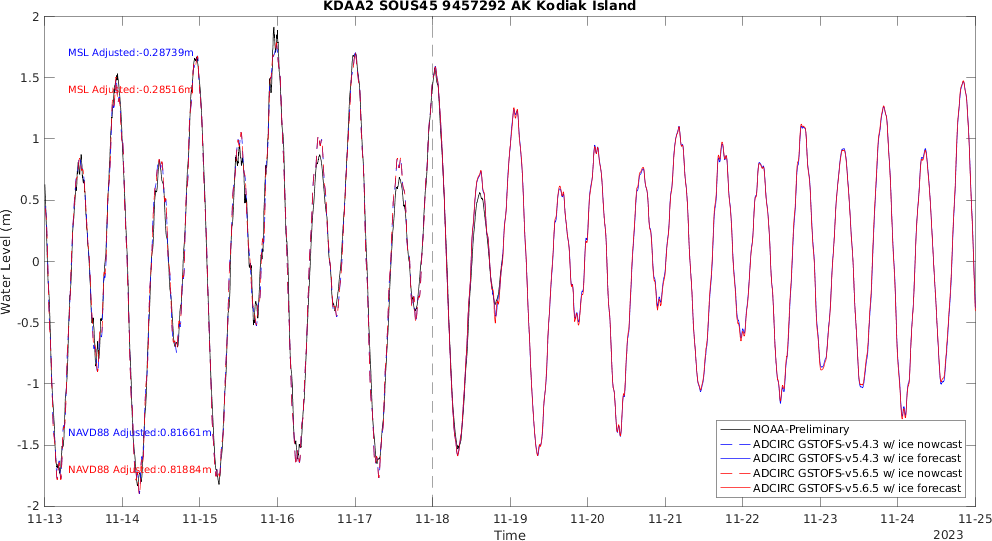 KDAA2 SOUS45 9457292 AK Kodiak Island
2
1.5
1
0.5
0
-0.5
-1
-1.5
-2
Water Level (m)
MSL Adjusted:-0.28739m
MSL Adjusted:-0.28516m
NAVD88 Adjusted:0.81661m
NAVD88 Adjusted:0.81884m
NOAA-Preliminary
ADCIRC GSTOFS-v5.4.3 w/ ice nowcast
ADCIRC GSTOFS-v5.4.3 w/ ice forecast
ADCIRC GSTOFS-v5.6.5 w/ ice nowcast
ADCIRC GSTOFS-v5.6.5 w/ ice forecast
11-13 11-14 11-15 11-16 11-17 11-18 11-19 11-20 11-21 11-22 11-23 11-24 11-25
Time
2023